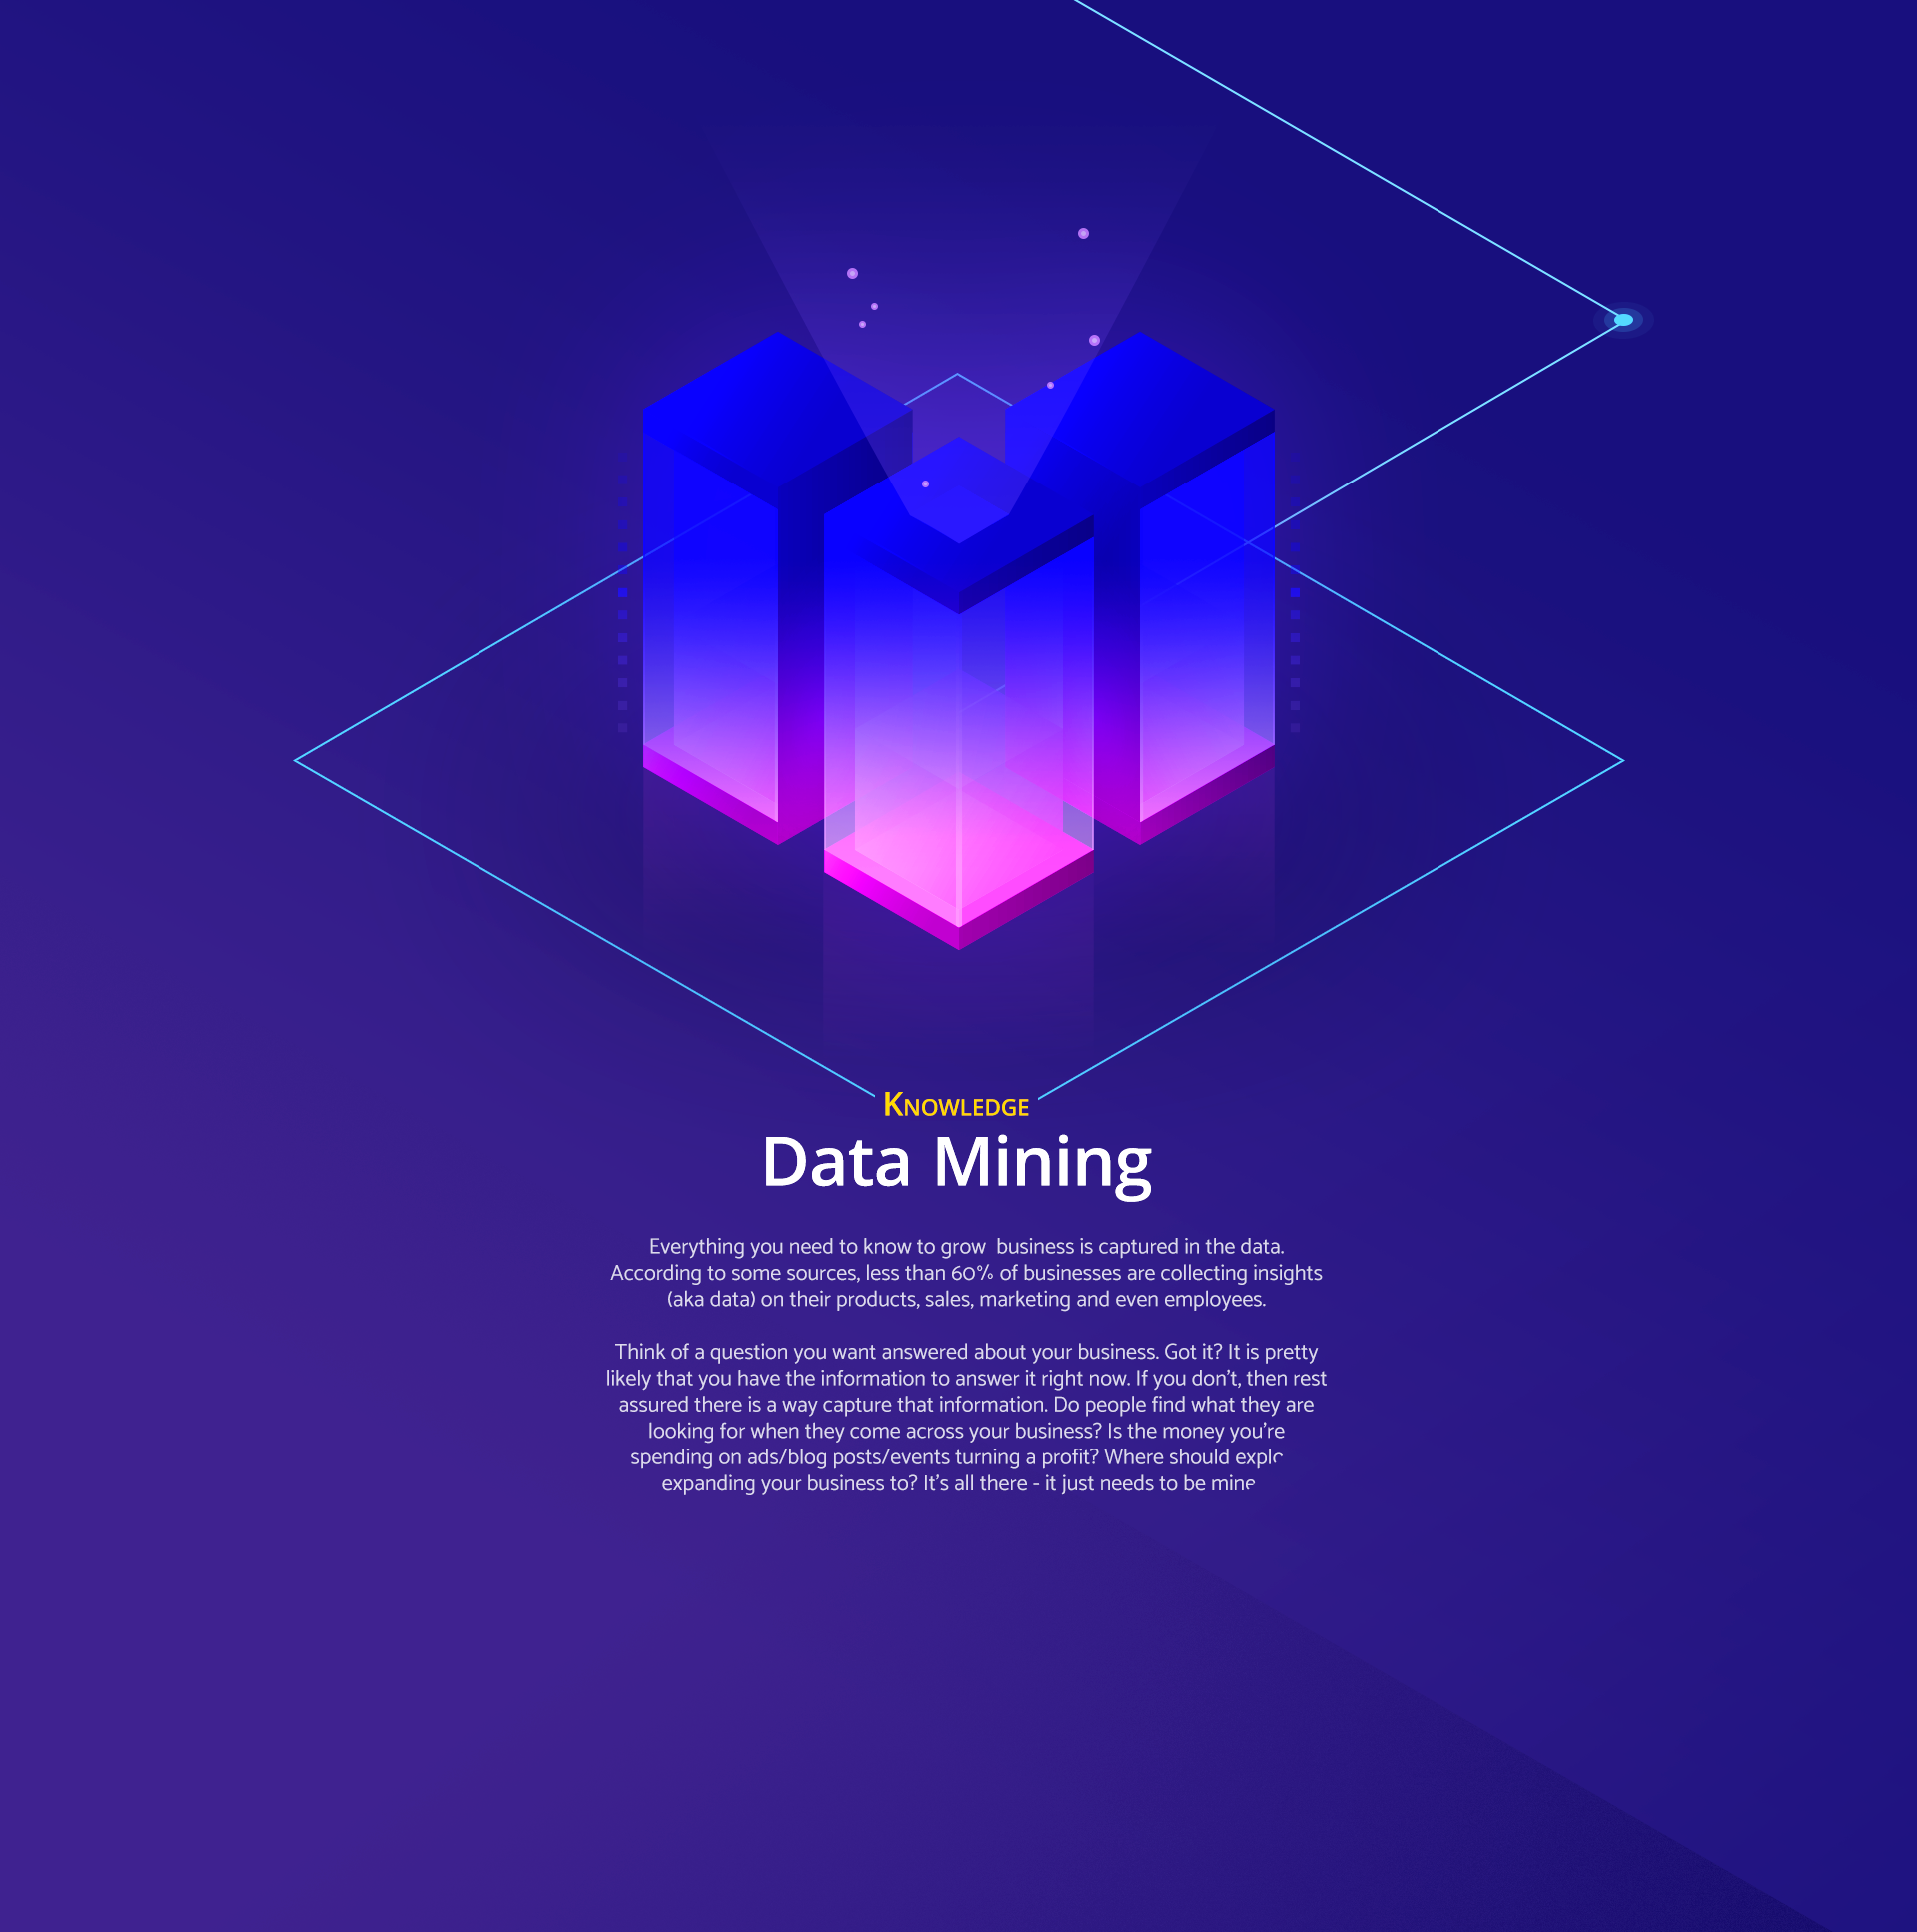 Knowledge
Data Mining
Everything you need to know to grow  business is captured in the data.
According to some sources, less than 60% of businesses are collecting insights
(aka data) on their products, sales, marketing and even employees.
Think of a question you want answered about your business. Got it? It is pretty
likely that you have the information to answer it right now. If you don't, then rest
assured there is a way capture that information. Do people find what they are
looking for when they come across your business? Is the money you're
spending on ads/blog posts/events turning a profit? Where should
expanding your business to? It's all there - it just needs to be